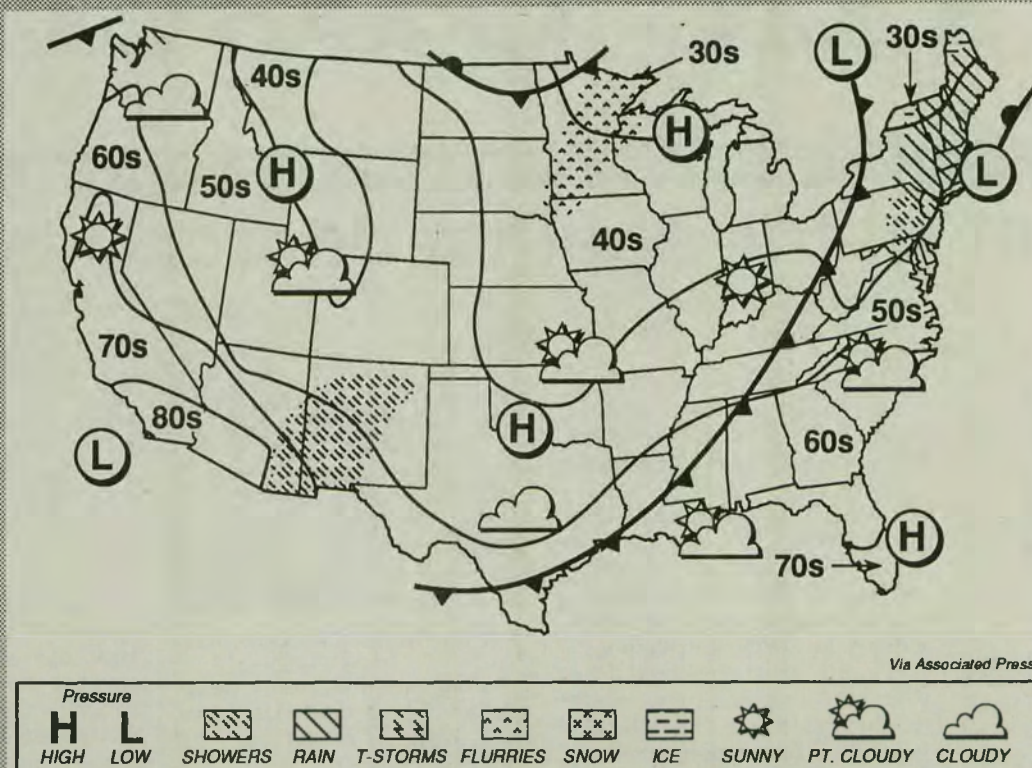 L 30s
40s 30s
H
60s
50s H L
40s
50s
70s
80s
H 60s
L
H
70s
Via Associated Press
Pressure
H L
HIGH LOW SHOWERS RAIN T-STORMS FLURRIES SNOW ICE SUNNY PT. CLOUDY CLOUDY